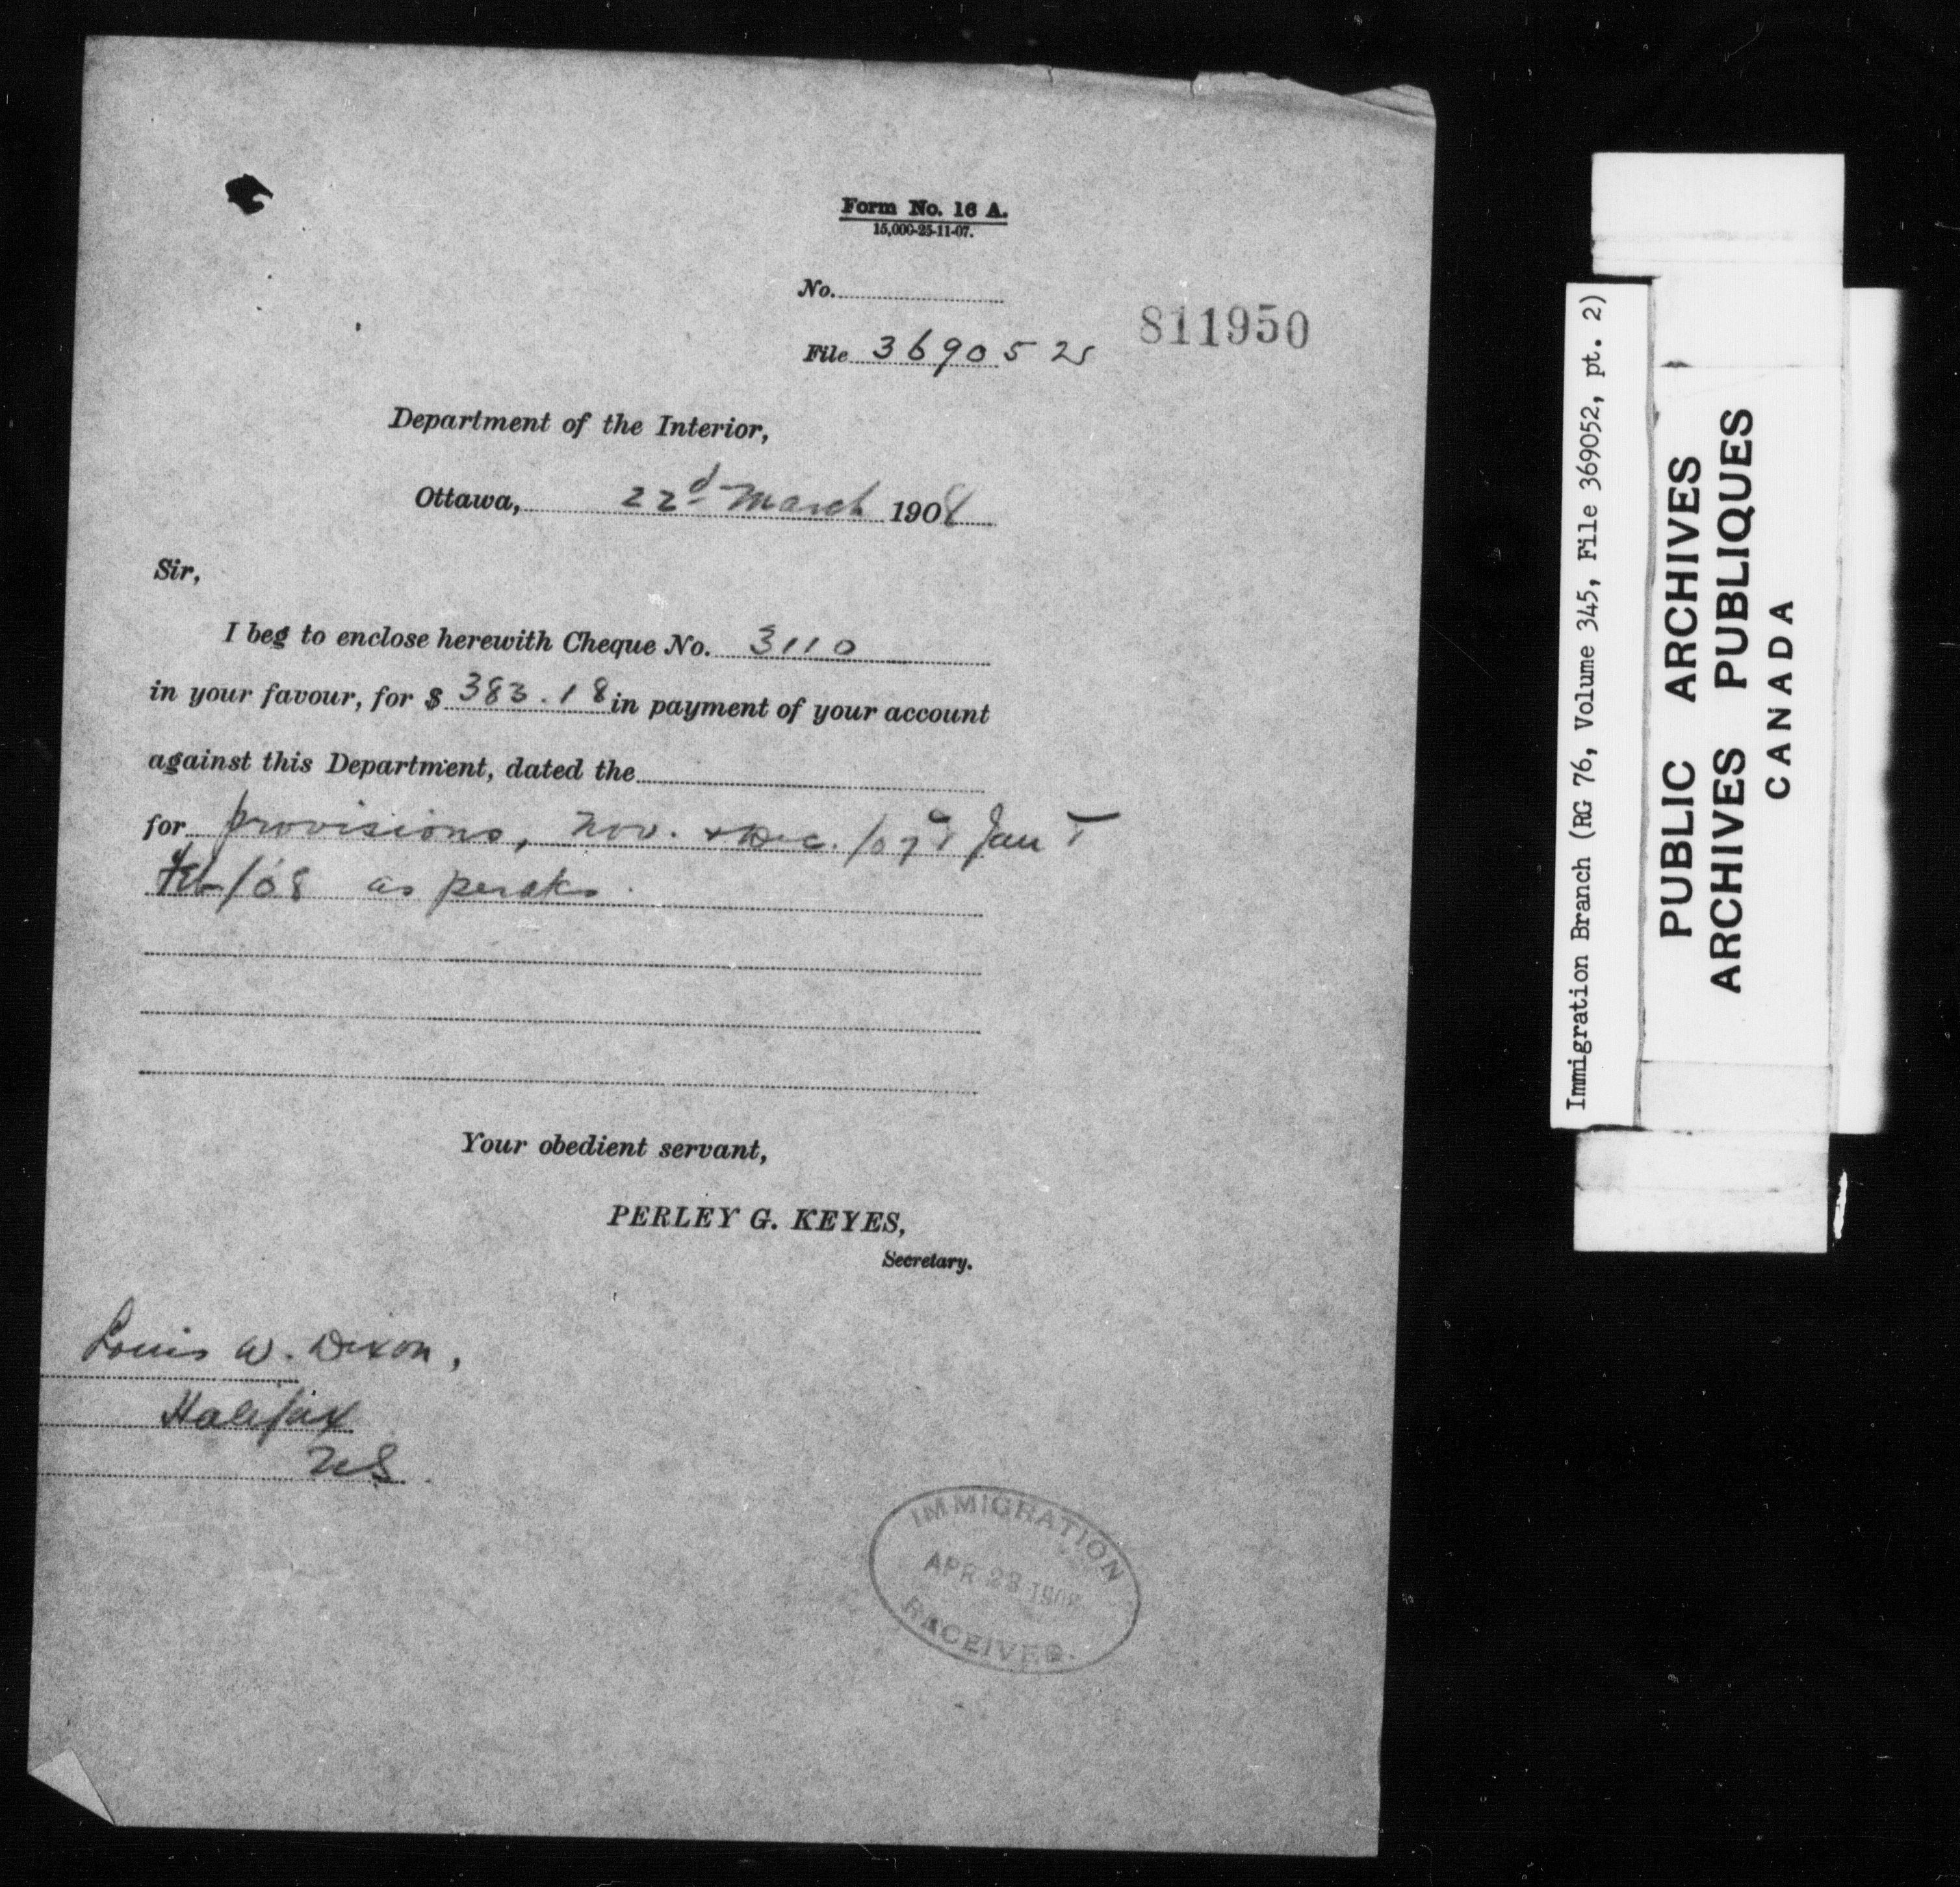 Form No. 16 A.
15,000-25-11-07.
No.
811950
File 369052
Department of the Interior,
Ottawa, 22d March 1908
Sir,
I beg to enclose herewith Cheque No. 3110
in your favour, for $ 383.18 in payment of your account
against this Department, dated the
for provisions, Nov. + Dec. /07 + Jan +
Feb/08 as per
Your obedient servant,
PERLEY G. KEYES,
Secretary.
Louis W. Dixon,
Halifax
NS.
IMMIGRATION
APR 23 1908
RECEIVED.
Immigration Branch (RG 76, Volume 345, File 369052, pt. 2)
PUBLIC ARCHIVES
ARCHIVES PUBLIQUES
CANADA